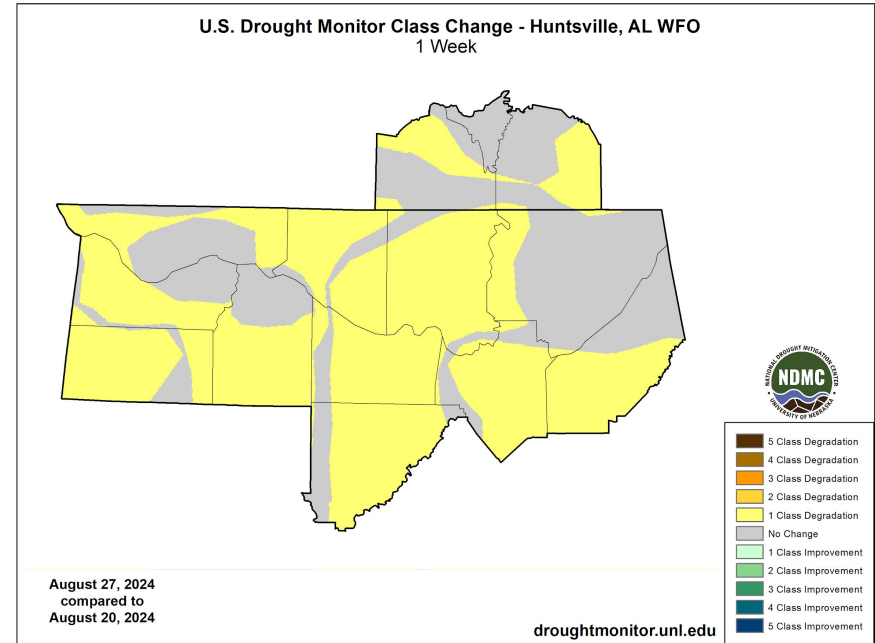 U.S. Drought Monitor Class Change - Huntsville, AL WFO
1 Week
NATIONAL DROUGHT MITIGATION CENTER
NDMC
UNIVERSITY OF NEBRASKA
5 Class Degradation
4 Class Degradation
3 Class Degradation
2 Class Degradation
1 Class Degradation
No Change
1 Class Improvement
2 Class Improvement
3 Class Improvement
4 Class Improvement
5 Class Improvement
August 27, 2024
compared to
August 20, 2024
droughtmonitor.unl.edu